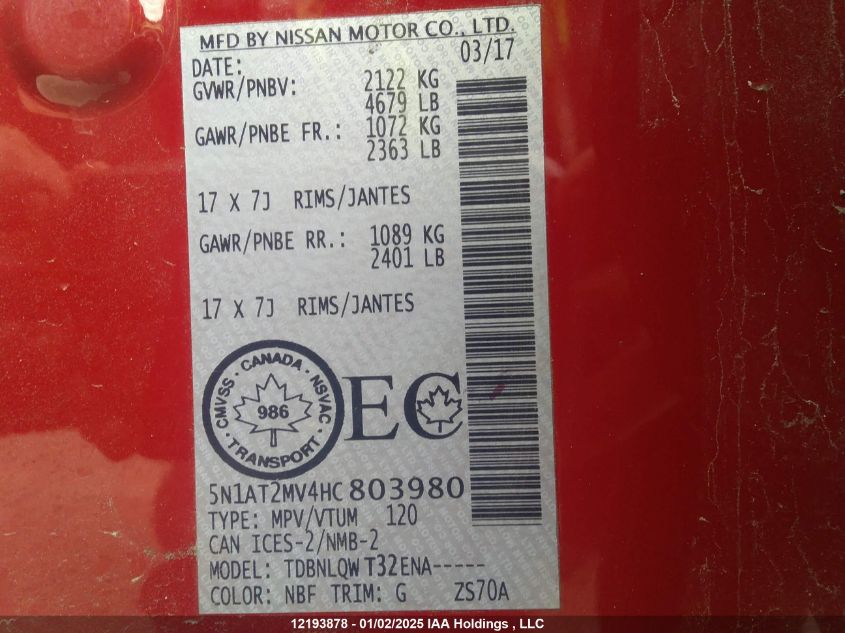 MFD BY NISSAN MOTOR CO., LTD.
DATE: 03/17
GVWR/PNBV: 2122 KG
4679 LB
GAWR/PNBE FR.: 1072 KG
2363 LB
17 X 7J RIMS/JANTES
GAWR/PNBE RR.: 1089 KG
2401 LB
17 X 7J RIMS/JANTES
CMVSS · CANADA · NSVAC · TRANSPORT ·
986
EC
5N1AT2MV4HC803980
TYPE: MPV/VTUM 120
CAN ICES-2/NMB-2
MODEL: TDBNLQW T32ENA-----
COLOR: NBF TRIM: G ZS70A
12193878 - 01/02/2025 IAA Holdings , LLC